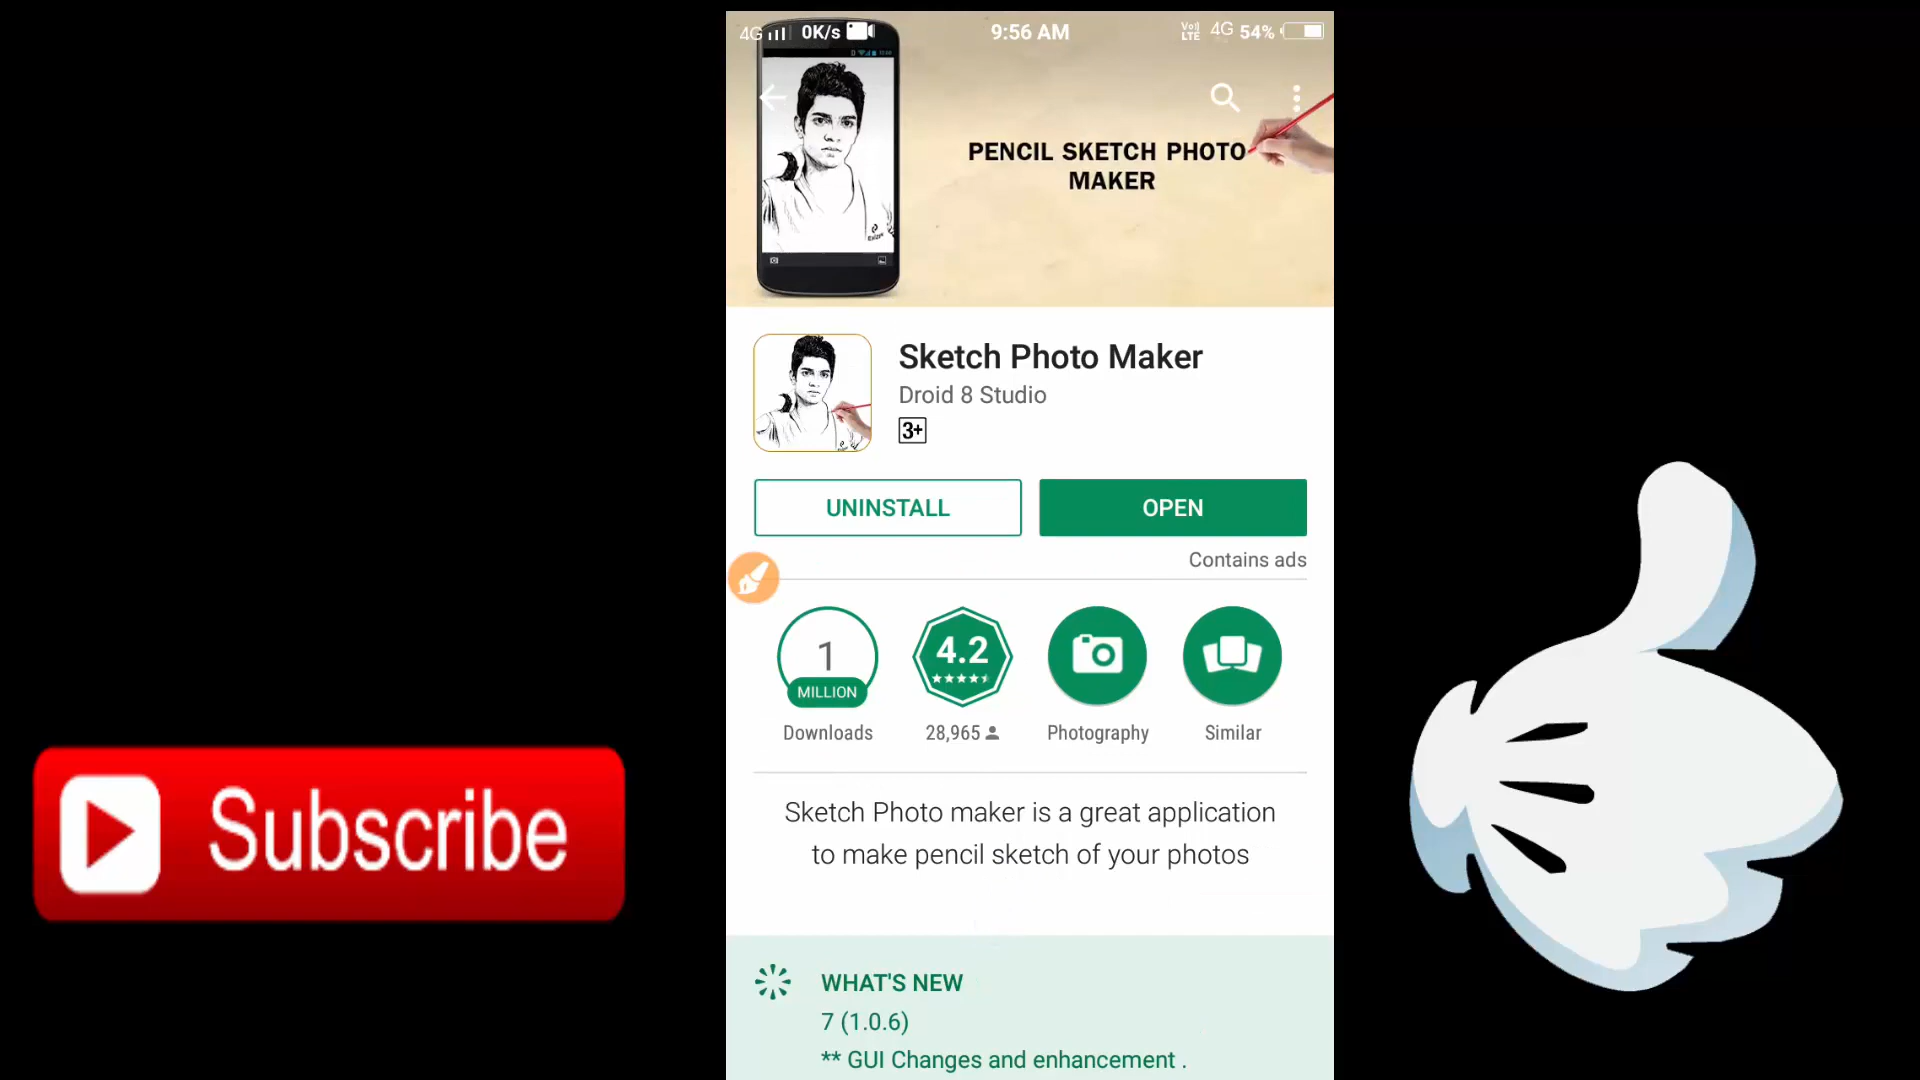 4G 0K/s 9:56 AM Vo)) LTE 4G 54%
PENCIL SKETCH PHOTO
MAKER
Sketch Photo Maker
Droid 8 Studio
3+
UNINSTALL OPEN
Contains ads
1 4.2
MILLION
Downloads 28,965 Photography Similar
Sketch Photo maker is a great application
to make pencil sketch of your photos
WHAT'S NEW
7 (1.0.6)
** GUI Changes and enhancement .
Subscribe